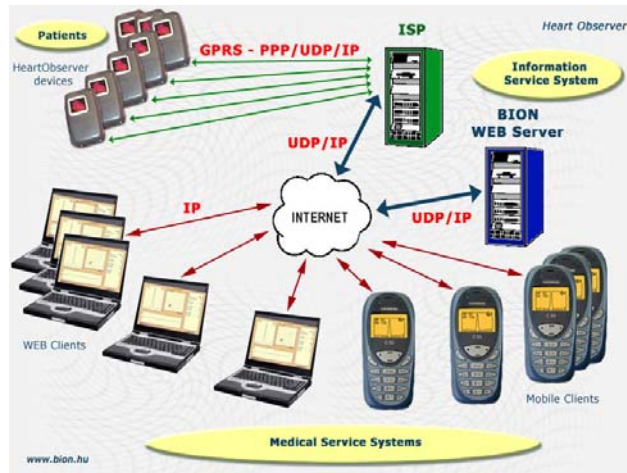 Patients
HeartObserver
devices
GPRS - PPP/UDP/IP
ISP
Heart Observer
Information
Service System
BION
WEB Server
UDP/IP
IP
INTERNET
UDP/IP
WEB Clients
Mobile Clients
Medical Service Systems
www.bion.hu